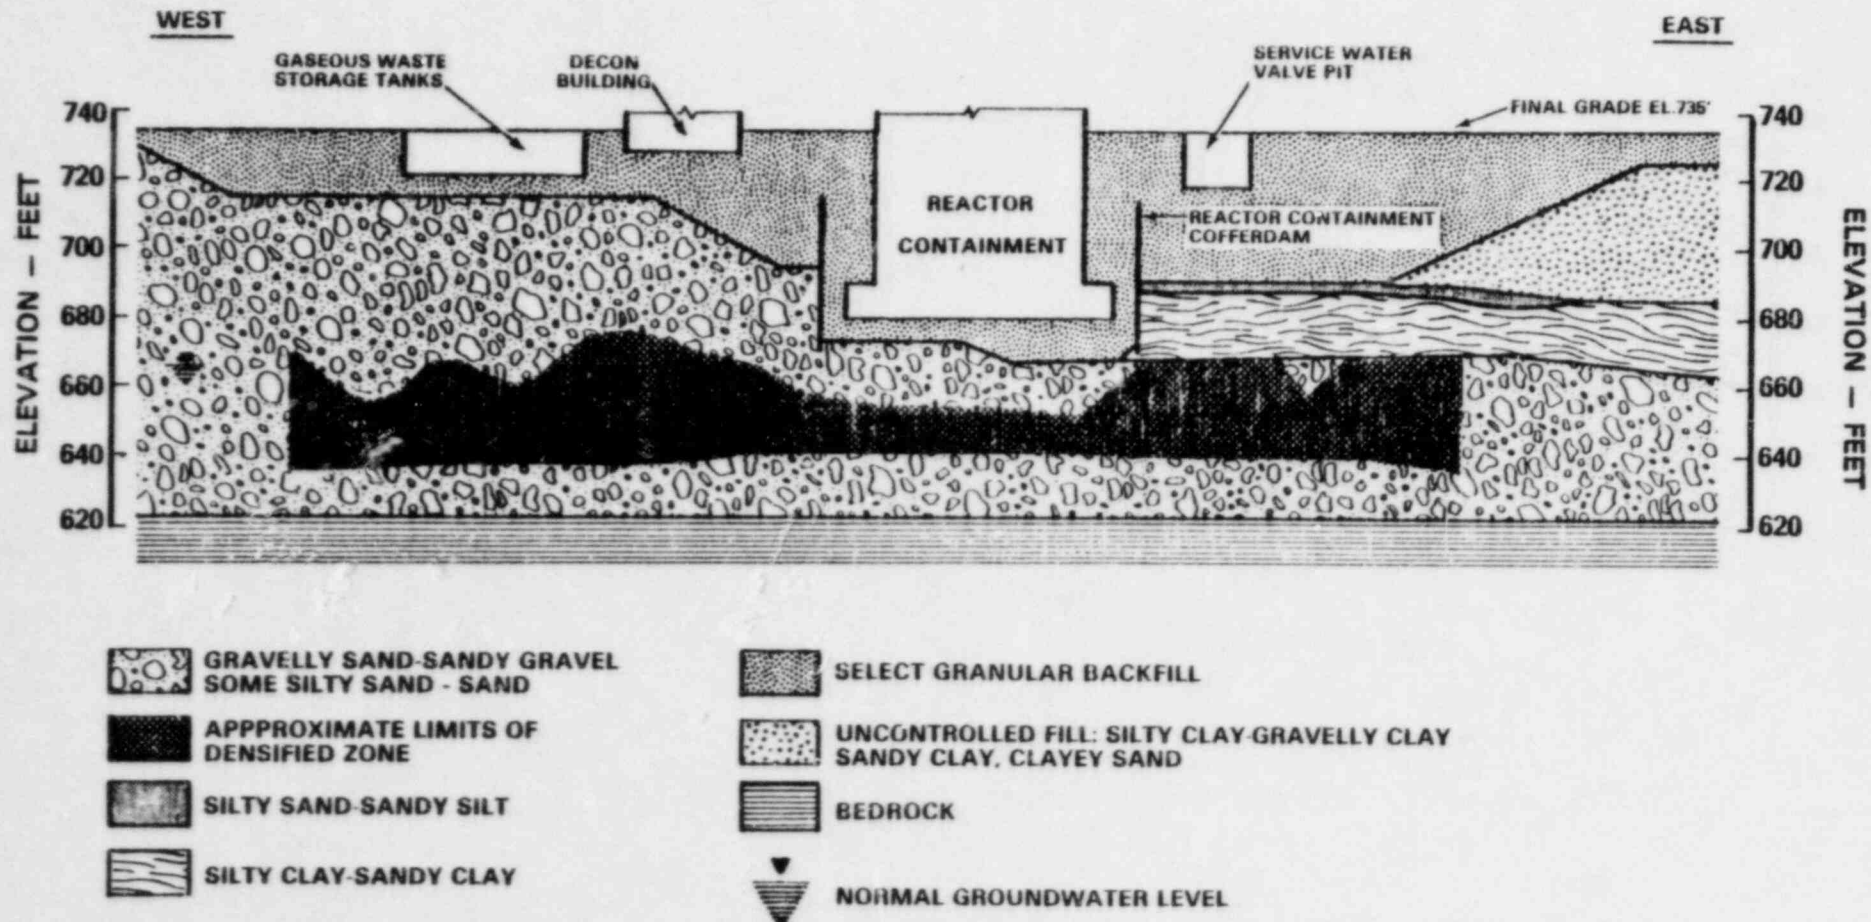 WEST
EAST
GASEOUS WASTE
STORAGE TANKS
DECON
BUILDING
SERVICE WATER
VALVE PIT
FINAL GRADE EL.735'
740
720
700
680
660
640
620
ELEVATION — FEET
REACTOR
CONTAINMENT
REACTOR CONTAINMENT
COFFERDAM
740
720
700
680
660
640
620
ELEVATION — FEET
GRAVELLY SAND-SANDY GRAVEL
SOME SILTY SAND - SAND
APPPROXIMATE LIMITS OF
DENSIFIED ZONE
SILTY SAND-SANDY SILT
SILTY CLAY-SANDY CLAY
SELECT GRANULAR BACKFILL
UNCONTROLLED FILL: SILTY CLAY-GRAVELLY CLAY
SANDY CLAY, CLAYEY SAND
BEDROCK
NORMAL GROUNDWATER LEVEL